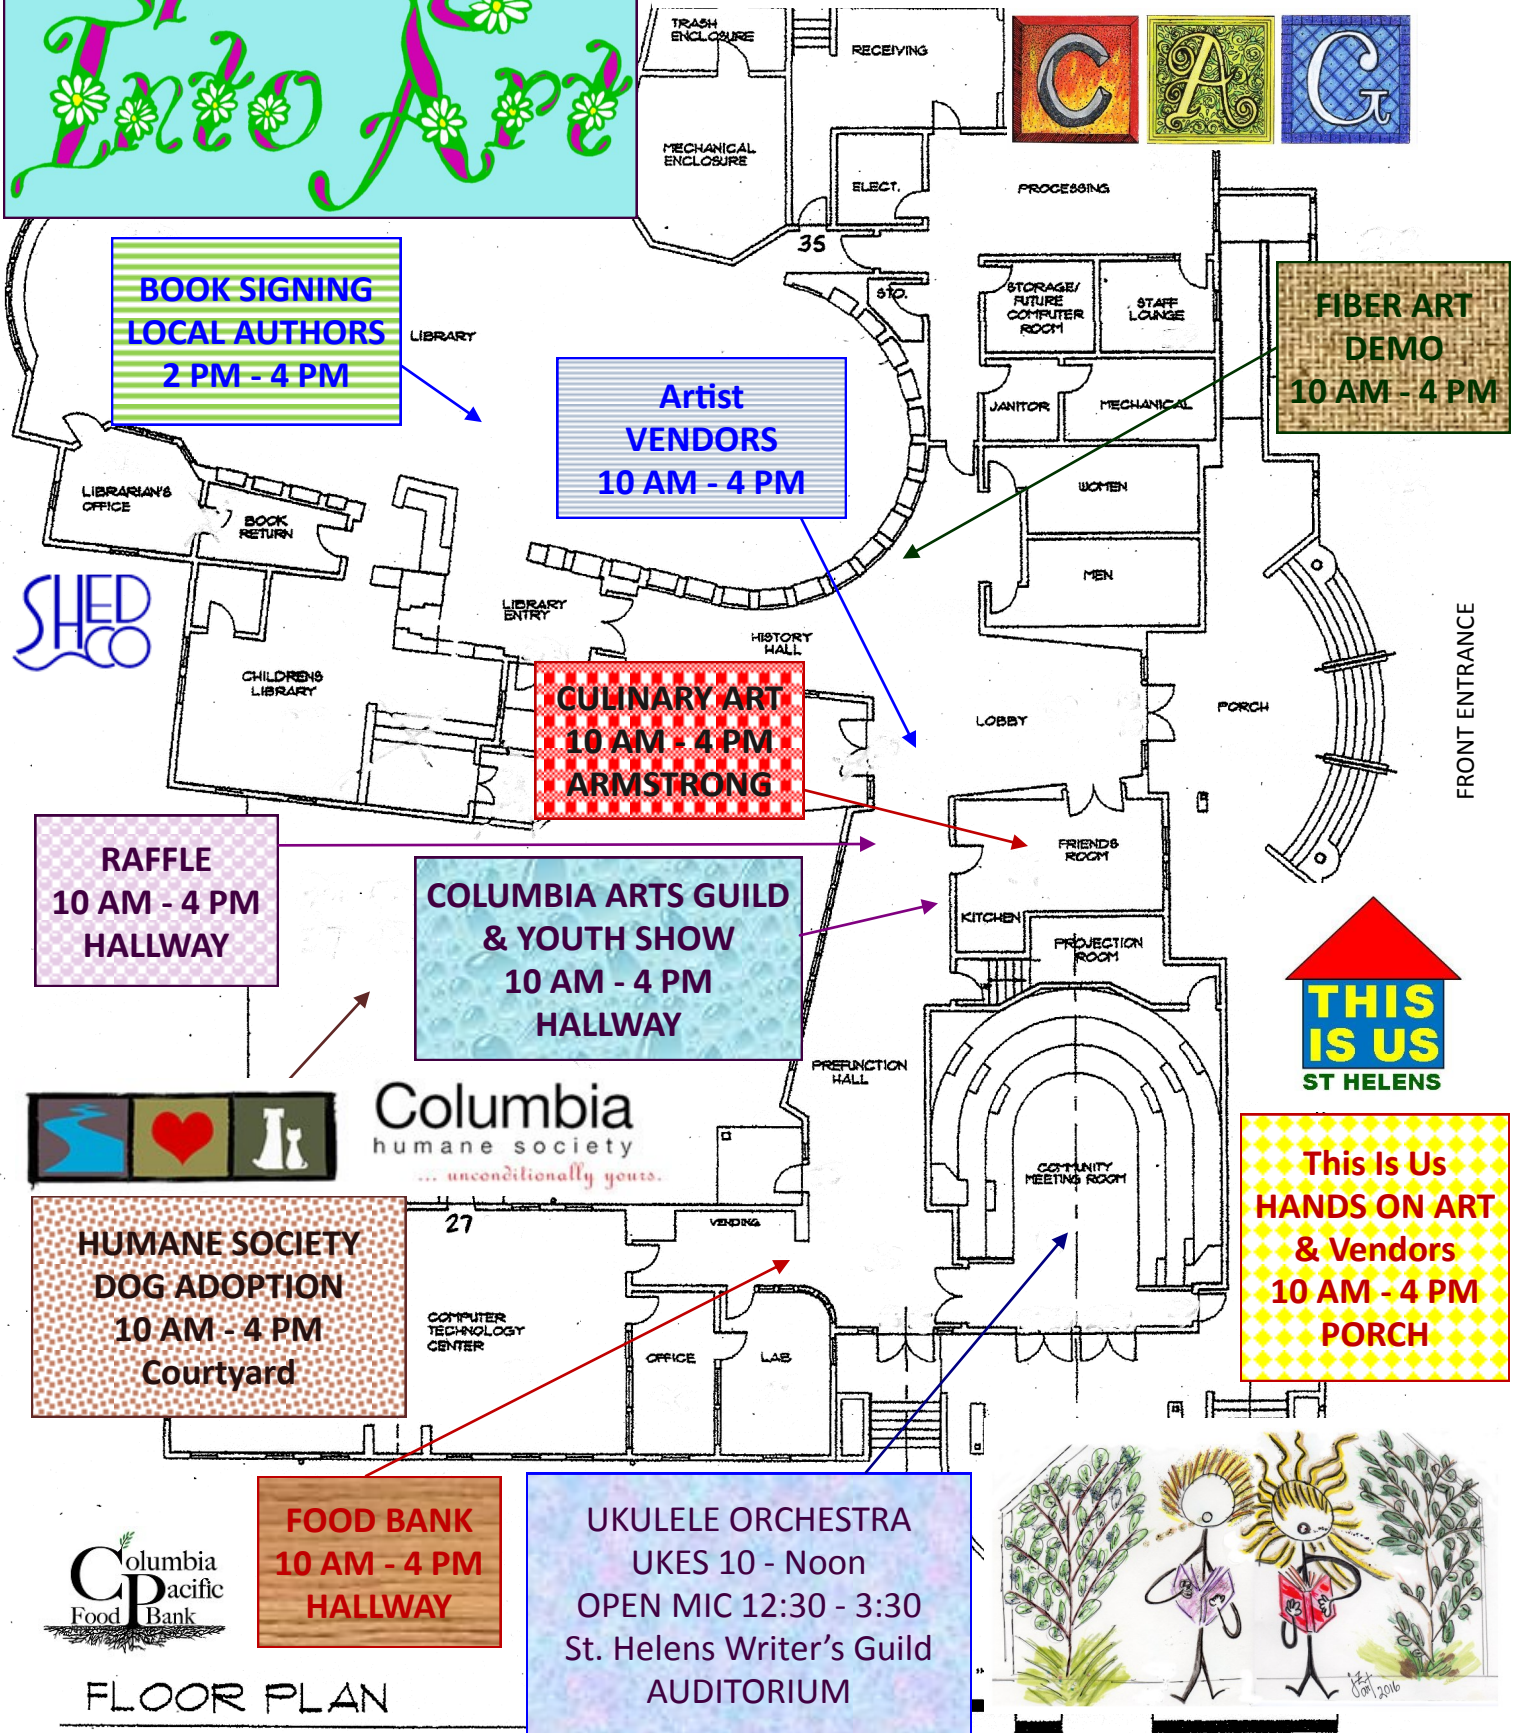 Into Art
C A G
TRASH
ENCLOSURE
RECEIVING
MECHANICAL
ENCLOSURE
ELECT.
PROCESSING
35
STO.
STORAGE/
FUTURE
COMPUTER
ROOM
STAFF
LOUNGE
BOOK SIGNING
LOCAL AUTHORS
2 PM - 4 PM
LIBRARY
FIBER ART
DEMO
10 AM - 4 PM
Artist
VENDORS
10 AM - 4 PM
JANITOR
MECHANICAL
LIBRARIAN'S
OFFICE
BOOK
RETURN
WOMEN
MEN
SHED
CO
LIBRARY
ENTRY
HISTORY
HALL
CHILDRENS
LIBRARY
CULINARY ART
10 AM - 4 PM
ARMSTRONG
LOBBY
PORCH
FRONT ENTRANCE
RAFFLE
10 AM - 4 PM
HALLWAY
FRIENDS
ROOM
COLUMBIA ARTS GUILD
& YOUTH SHOW
10 AM - 4 PM
HALLWAY
KITCHEN
PROJECTION
ROOM
THIS
IS US
ST HELENS
PREFUNCTION
HALL
Columbia
humane society
... unconditionally yours.
COMMUNITY
MEETING ROOM
This Is Us
HANDS ON ART
& Vendors
10 AM - 4 PM
PORCH
HUMANE SOCIETY
DOG ADOPTION
10 AM - 4 PM
Courtyard
27
VENDING
COMPUTER
TECHNOLOGY
CENTER
OFFICE
LAB
FOOD BANK
10 AM - 4 PM
HALLWAY
UKULELE ORCHESTRA
UKES 10 - Noon
OPEN MIC 12:30 - 3:30
St. Helens Writer's Guild
AUDITORIUM
Columbia
Pacific
Food Bank
2016
FLOOR PLAN